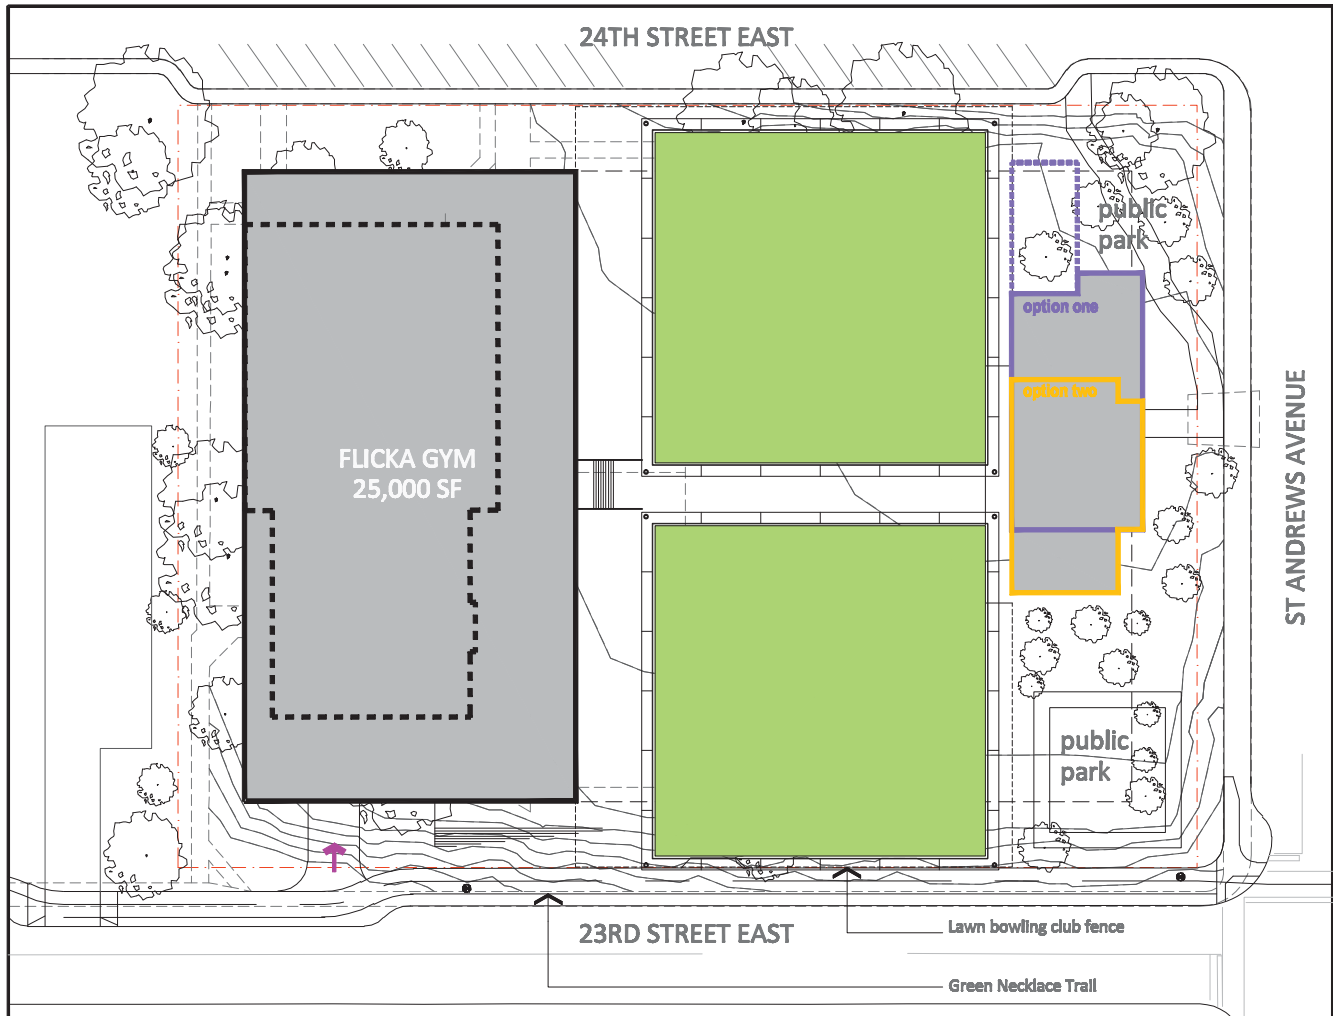 24TH STREET EAST
public
park
option one
option two
FLICKA GYM
25,000 SF
ST ANDREWS AVENUE
public
park
23RD STREET EAST
Lawn bowling club fence
Green Necklace Trail